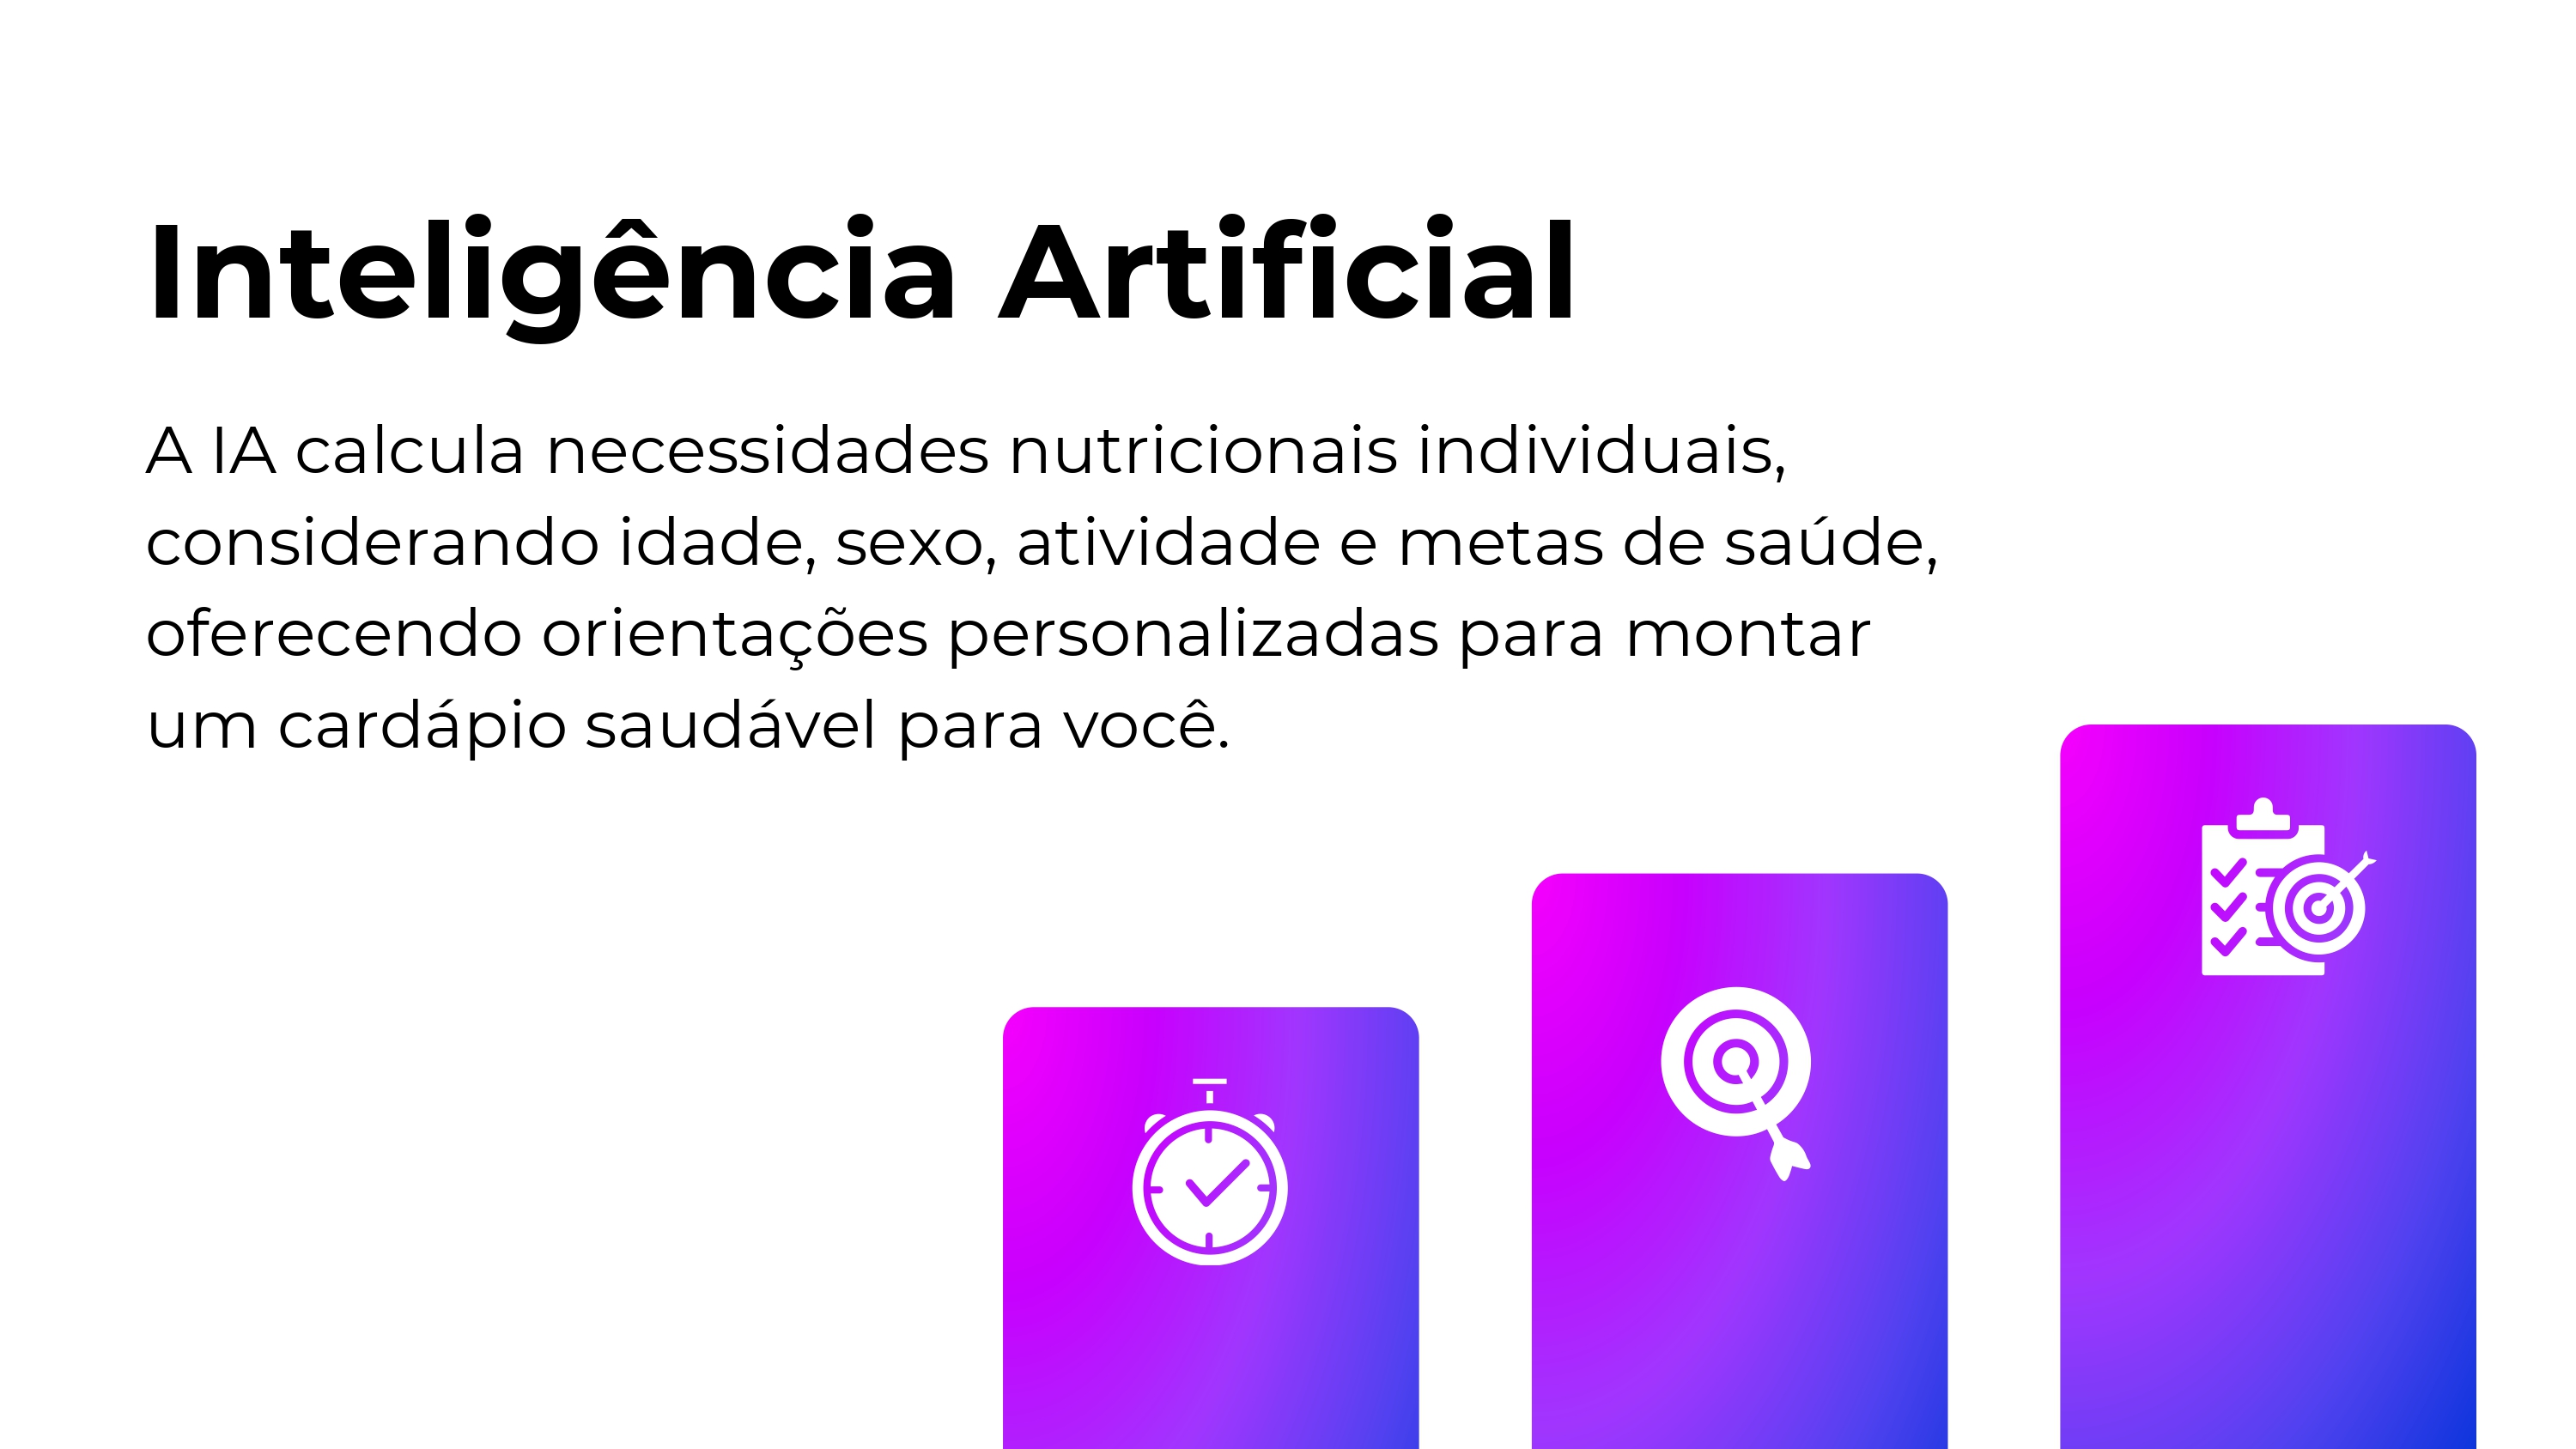 Inteligência Artificial
A IA calcula necessidades nutricionais individuais,
considerando idade, sexo, atividade e metas de saúde,
oferecendo orientações personalizadas para montar
um cardápio saudável para você.